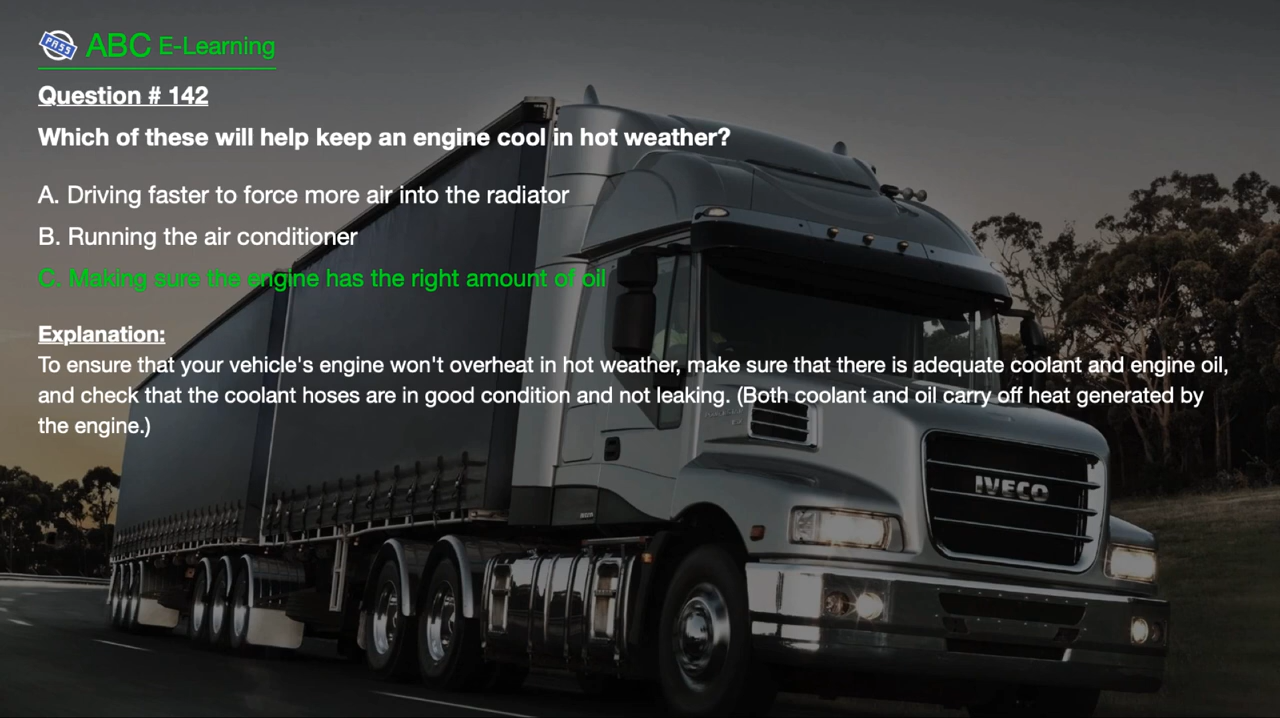 PASS
ABC E-Learning
Question # 142
Which of these will help keep an engine cool in hot weather?
A. Driving faster to force more air into the radiator
B. Running the air conditioner
C. Making sure the engine has the right amount of oil
Explanation:
To ensure that your vehicle's engine won't overheat in hot weather, make sure that there is adequate coolant and engine oil,
and check that the coolant hoses are in good condition and not leaking. (Both coolant and oil carry off heat generated by
the engine.)
IVECO